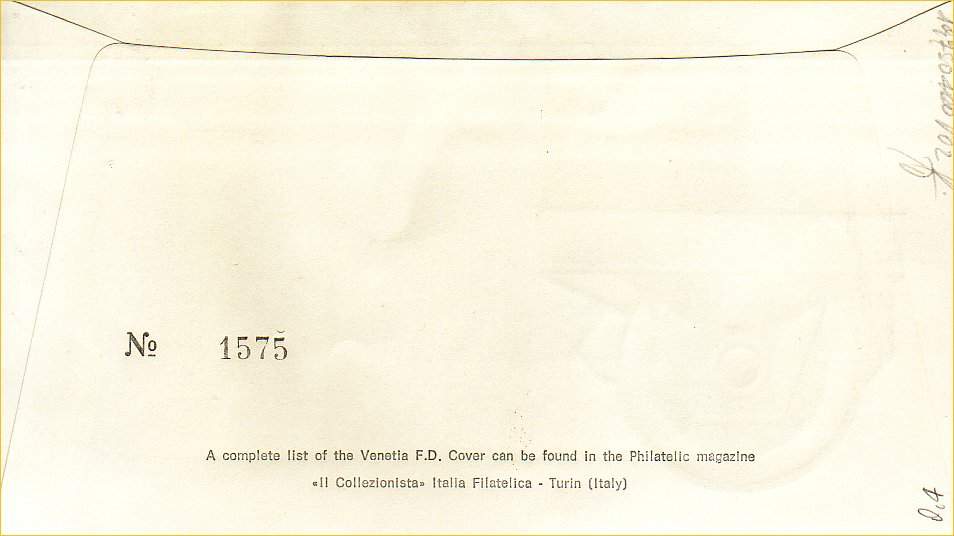 № 1575
A complete list of the Venetia F.D. Cover can be found in the Philatelic magazine
«Il Collezionista» Italia Filatelica - Turin (Italy)